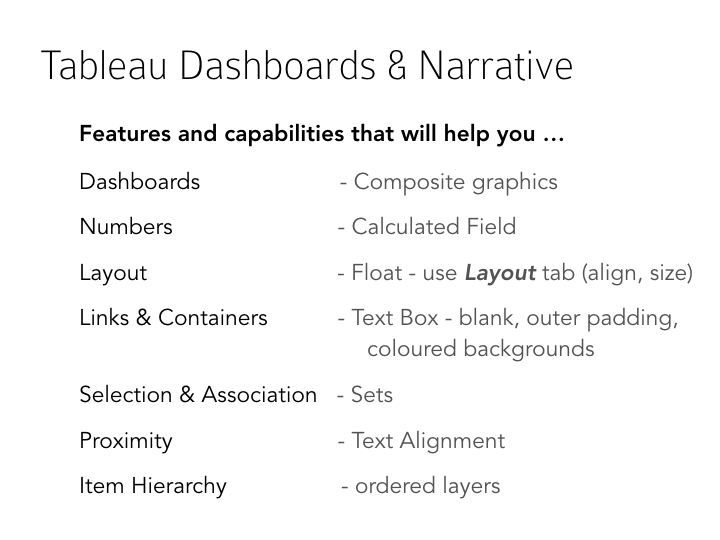 Tableau Dashboards & Narrative
Features and capabilities that will help you …
Dashboards - Composite graphics
Numbers - Calculated Field
Layout - Float - use Layout tab (align, size)
Links & Containers - Text Box - blank, outer padding,
coloured backgrounds
Selection & Association - Sets
Proximity - Text Alignment
Item Hierarchy - ordered layers